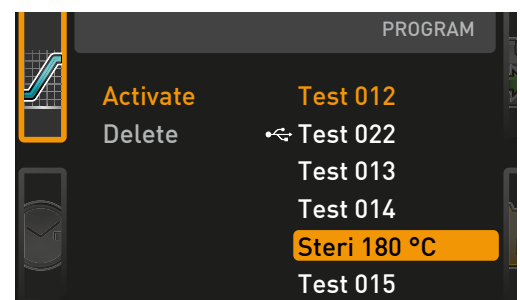 PROGRAM
Activate Test 012
Delete Test 022
Test 013
Test 014
Steri 180 °C
Test 015